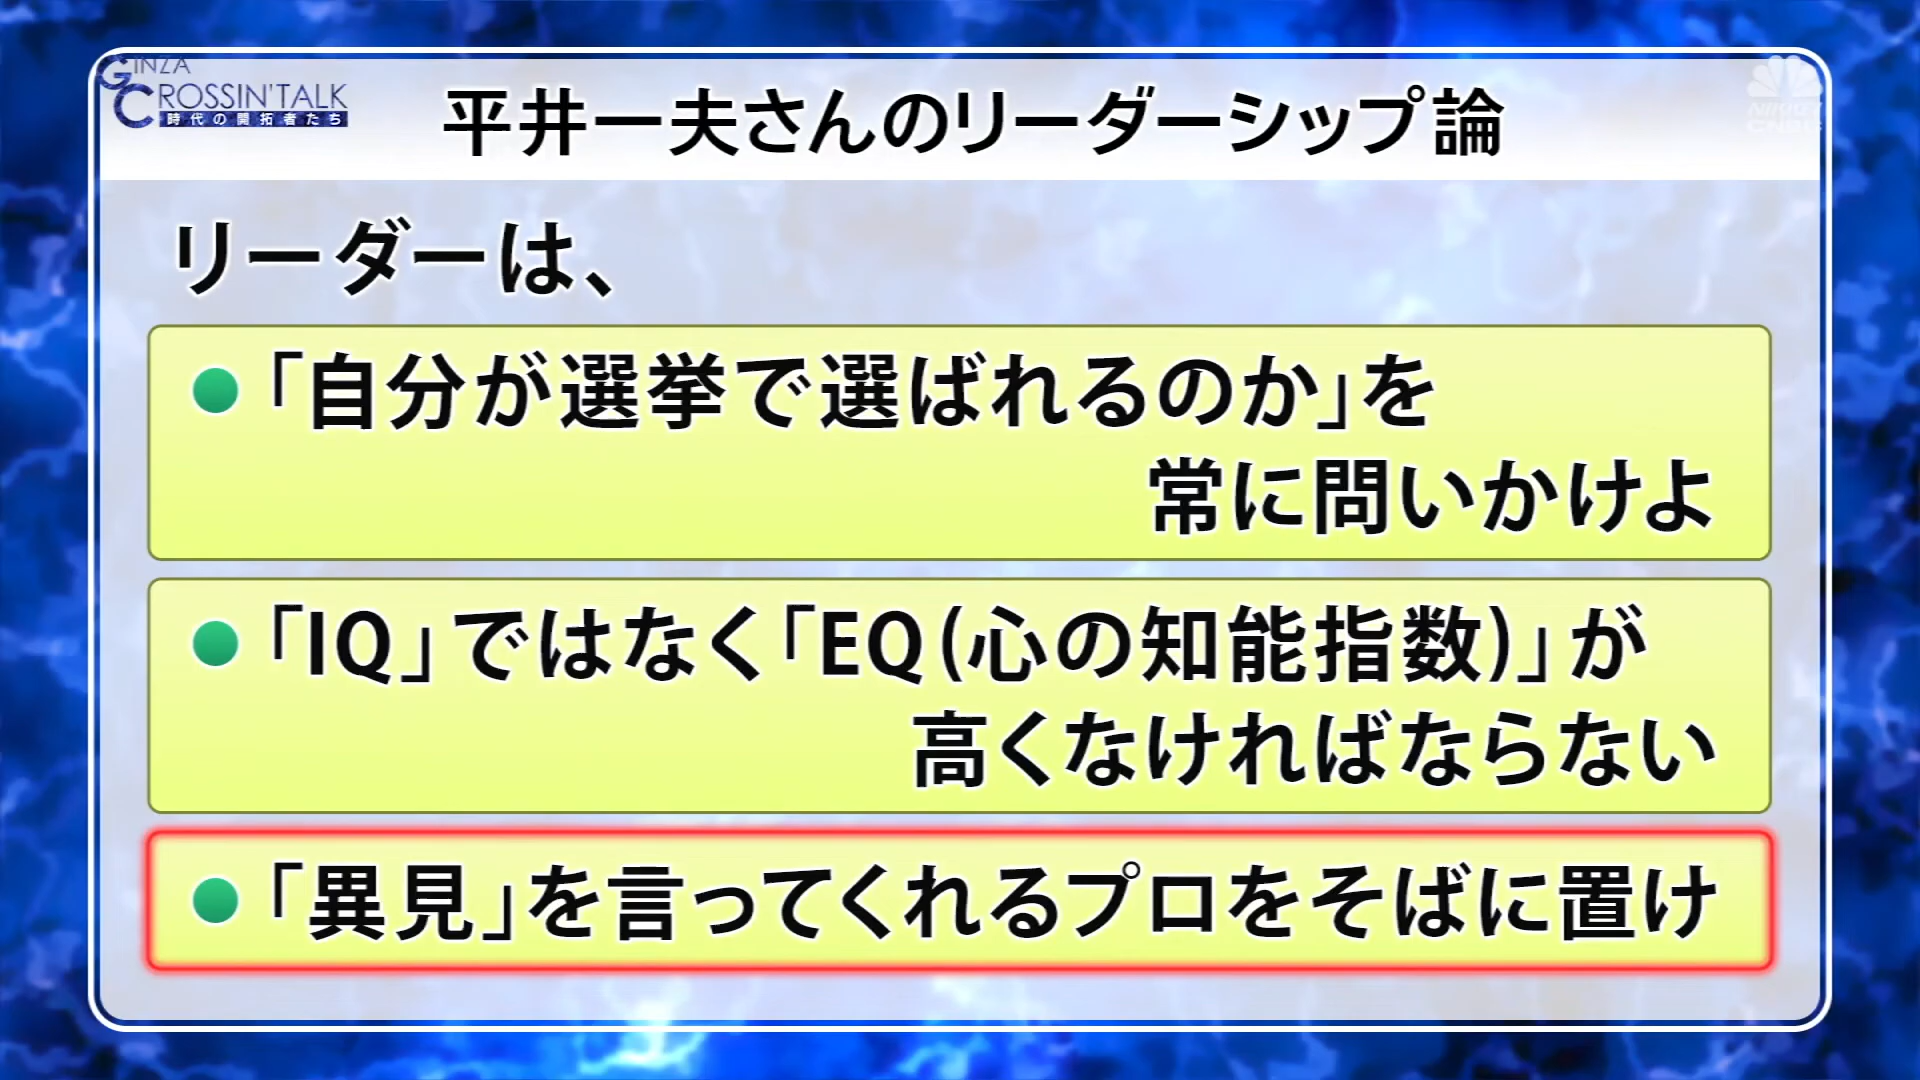 GINZA
CROSSIN'TALK
時代の開拓者たち
NIKKEI
CNBC
平井一夫さんのリーダーシップ論
リーダーは、
●「自分が選挙で選ばれるのか」を
常に問いかけよ
●「IQ」ではなく「EQ(心の知能指数)」が
高くなければならない
●「異見」を言ってくれるプロをそばに置け